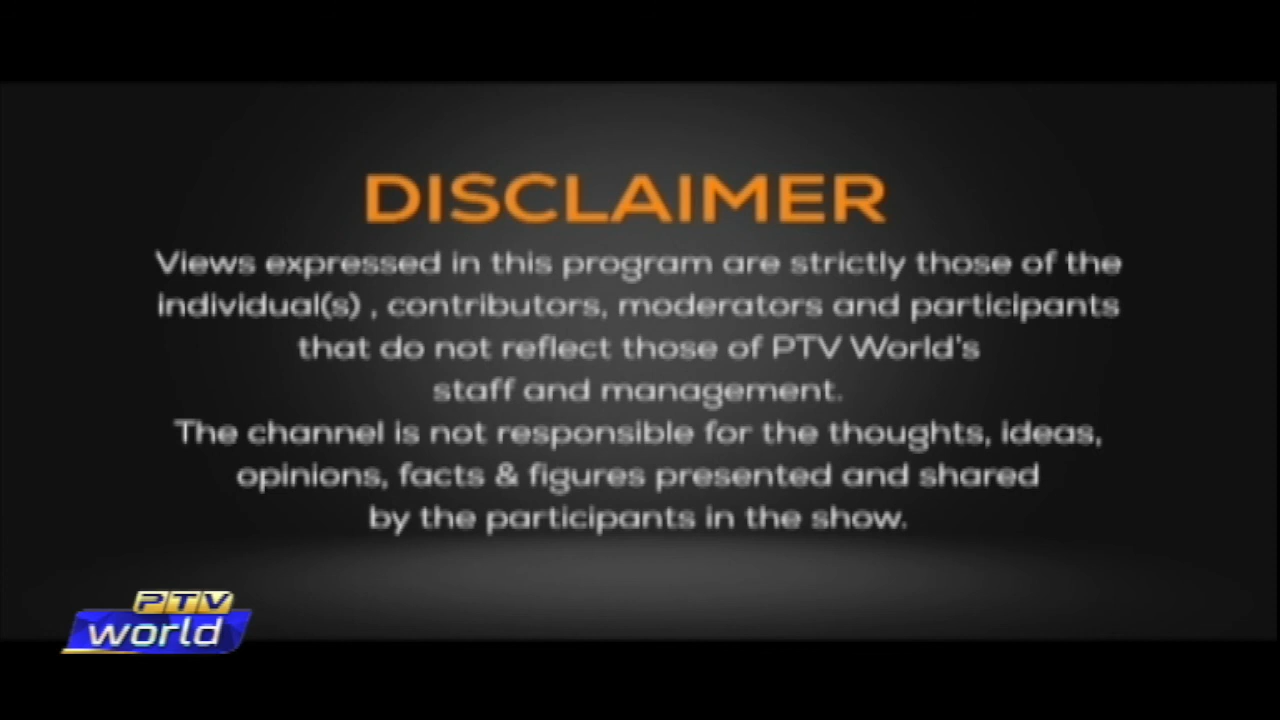 DISCLAIMER
Views expressed in this program are strictly those of the
individual(s) , contributors, moderators and participants
that do not reflect those of PTV World's
staff and management.
The channel is not responsible for the thoughts, ideas,
opinions, facts & figures presented and shared
by the participants in the show.
PTV
world